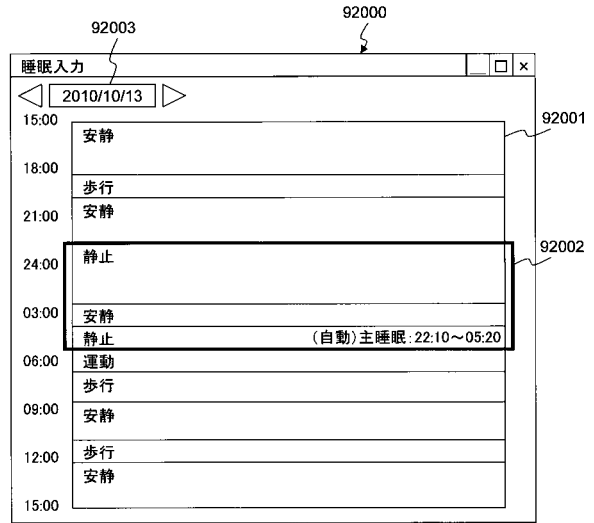 92000
92003
睡眠入力
2010/10/13
15:00
92001
安静
18:00
歩行
安静
21:00
92002
静止
24:00
03:00
安静
静止 (自動)主睡眠:22:10～05:20
06:00
運動
歩行
09:00
安静
歩行
12:00
安静
15:00